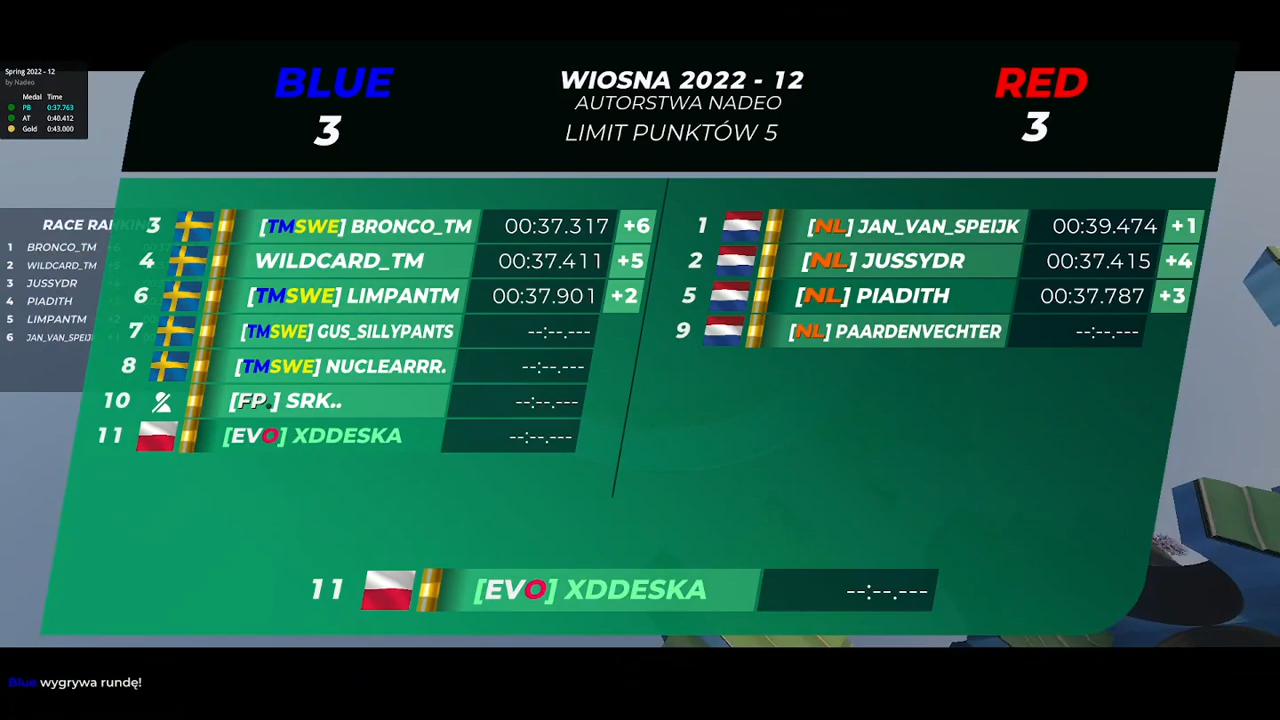 Spring 2022 - 12
by Nadeo
Medal Time
PB 0:37.763
AT 0:40.412
Gold 0:43.000
BLUE
3
WIOSNA 2022 - 12
AUTORSTWA NADEO
LIMIT PUNKTÓW 5
RED
3
RACE RANKIN
1 BRONCO_TM +6
2 WILDCARD_TM
3 JUSSYDR
4 PIADITH
5 LIMPANTM
6 JAN_VAN_SPEIJ
3 [TMSWE] BRONCO_TM 00:37.317 +6
4 WILDCARD_TM 00:37.411 +5
6 [TMSWE] LIMPANTM 00:37.901 +2
7 [TMSWE] GUS_SILLYPANTS --:--.---
8 [TMSWE] NUCLEARRR. --:--.---
10 [FP.] SRK.. --:--.---
11 [EVO] XDDESKA --:--.---
1 [NL] JAN_VAN_SPEIJK 00:39.474 +1
2 [NL] JUSSYDR 00:37.415 +4
5 [NL] PIADITH 00:37.787 +3
9 [NL] PAARDENVECHTER --:--.---
11 [EVO] XDDESKA --:--.---
Blue wygrywa rundę!